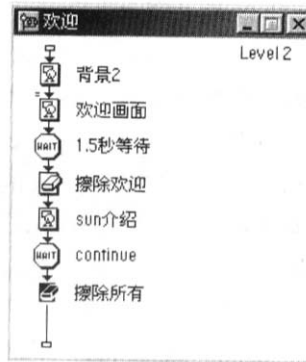 欢迎
Level 2
背景2
欢迎画面
WAIT
1.5秒等待
擦除欢迎
sun介绍
WAIT
continue
擦除所有